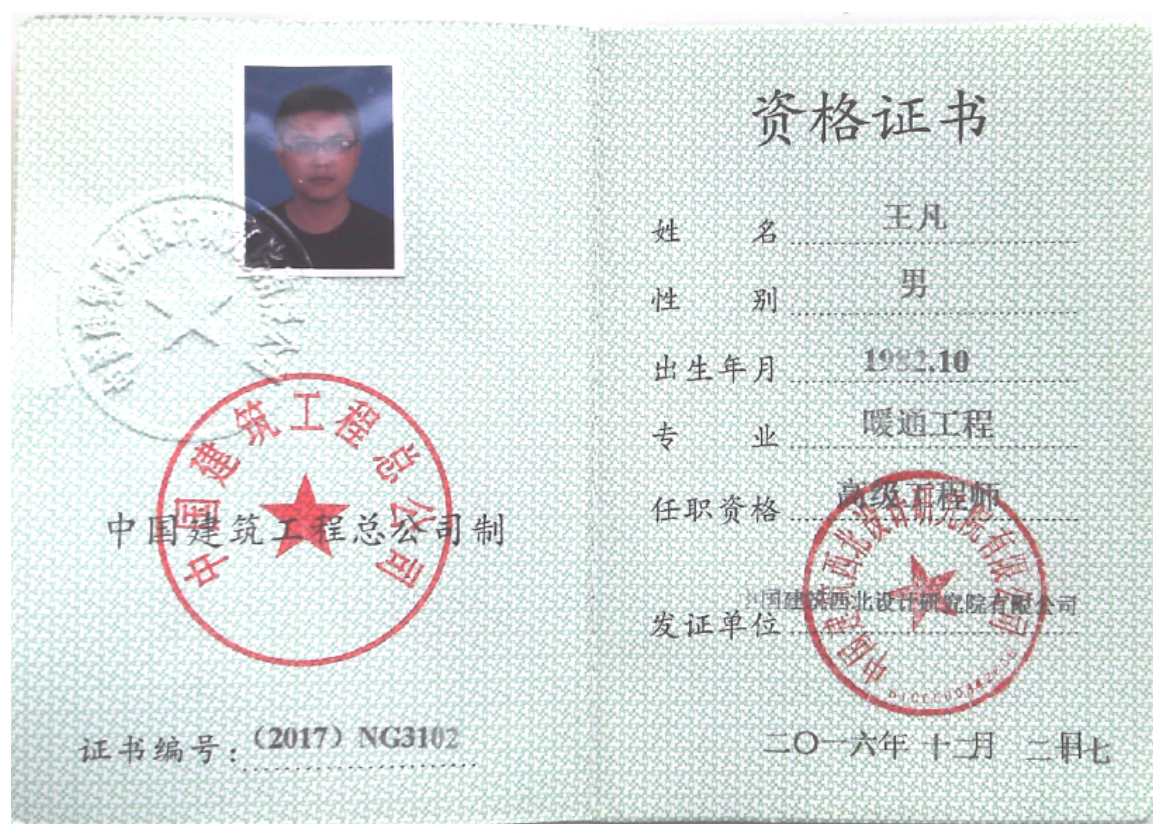 中国建筑工程总公司
中国建筑工程总公司制
证书编号：（2017）NG3102
资格证书
姓 名 王凡
性 别 男
出生年月 1982.10
专 业 暖通工程
任职资格 高级工程师
发证单位 中国建筑西北设计研究院有限公司
中国建筑西北设计研究院有限公司
二〇一六年 十二月 二十七日